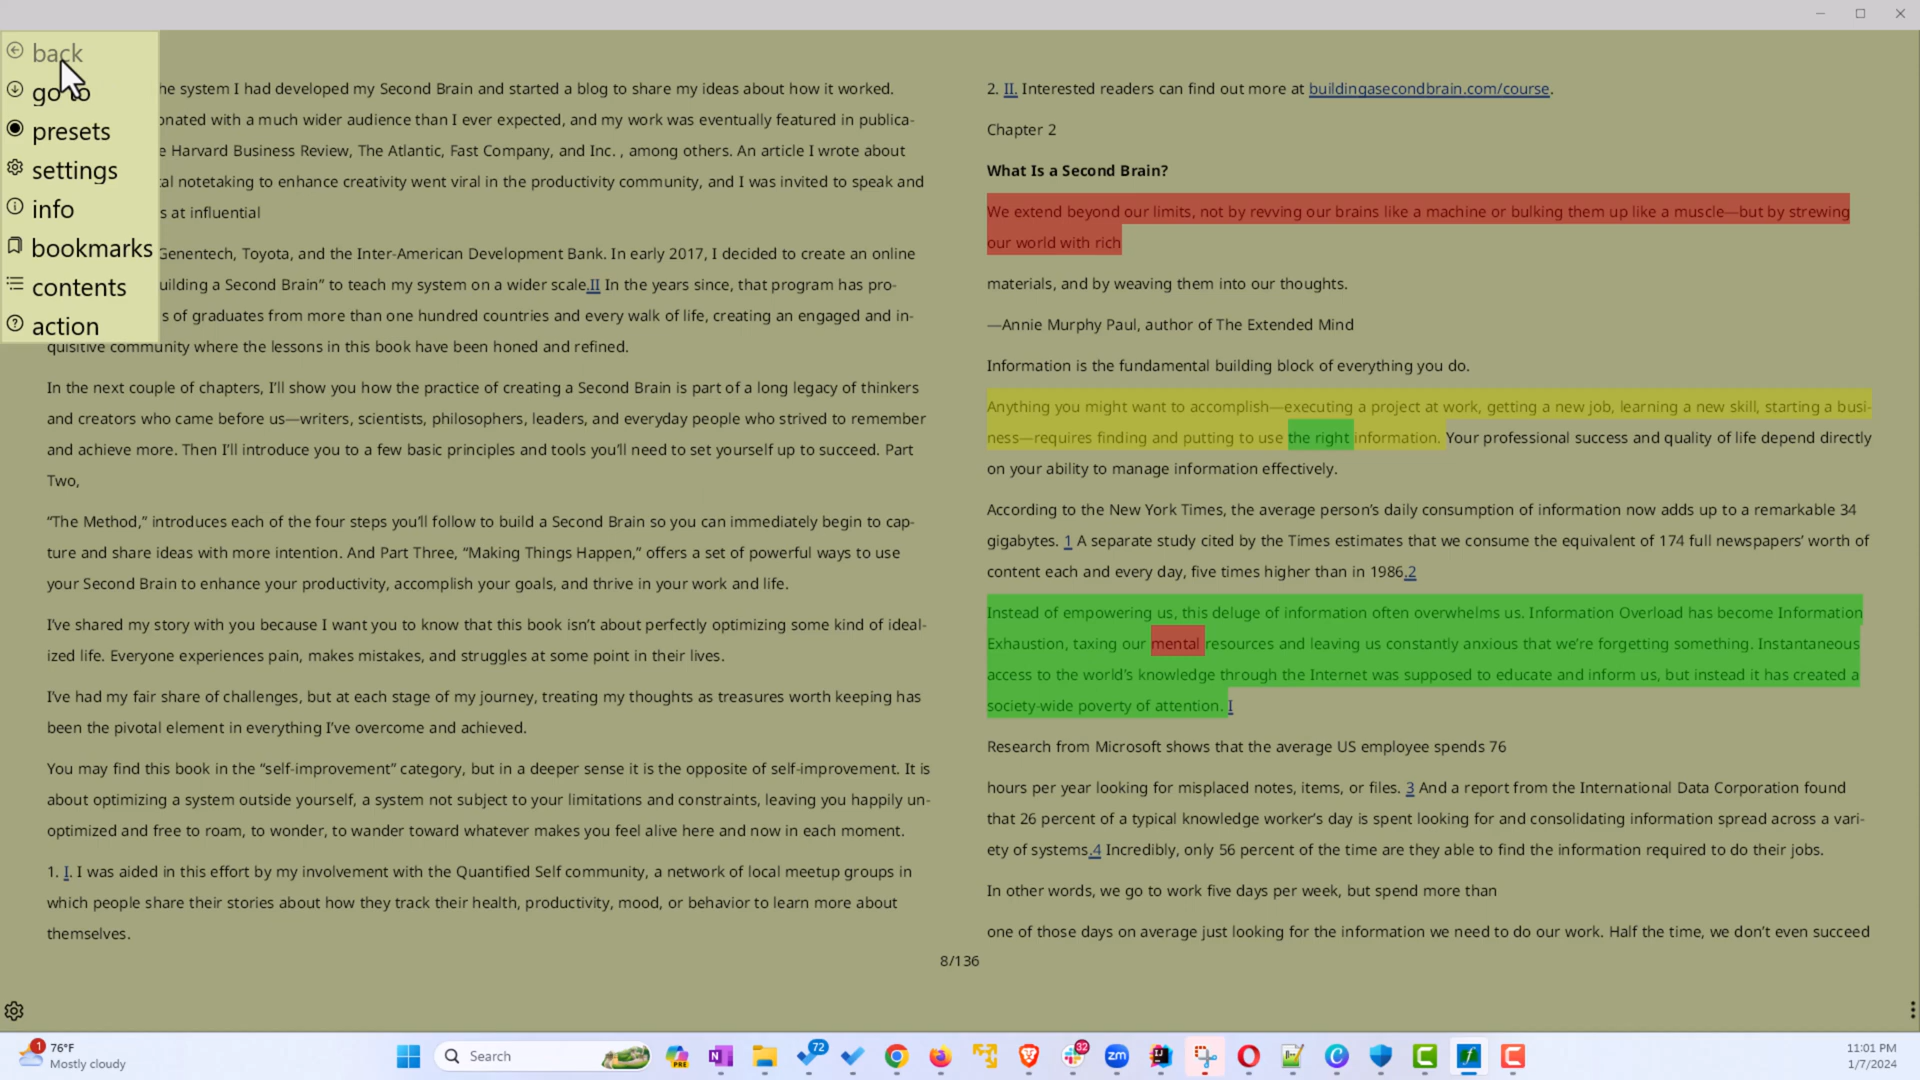 back
go to
presets
settings
info
bookmarks
contents
action
he system I had developed my Second Brain and started a blog to share my ideas about how it worked.
onated with a much wider audience than I ever expected, and my work was eventually featured in publica-
e Harvard Business Review, The Atlantic, Fast Company, and Inc. , among others. An article I wrote about
al notetaking to enhance creativity went viral in the productivity community, and I was invited to speak and
s at influential
Genentech, Toyota, and the Inter-American Development Bank. In early 2017, I decided to create an online
uilding a Second Brain” to teach my system on a wider scale.II In the years since, that program has pro-
s of graduates from more than one hundred countries and every walk of life, creating an engaged and in-
quisitive community where the lessons in this book have been honed and refined.
In the next couple of chapters, I’ll show you how the practice of creating a Second Brain is part of a long legacy of thinkers
and creators who came before us—writers, scientists, philosophers, leaders, and everyday people who strived to remember
and achieve more. Then I’ll introduce you to a few basic principles and tools you’ll need to set yourself up to succeed. Part
Two,
“The Method,” introduces each of the four steps you’ll follow to build a Second Brain so you can immediately begin to cap-
ture and share ideas with more intention. And Part Three, “Making Things Happen,” offers a set of powerful ways to use
your Second Brain to enhance your productivity, accomplish your goals, and thrive in your work and life.
I’ve shared my story with you because I want you to know that this book isn’t about perfectly optimizing some kind of ideal-
ized life. Everyone experiences pain, makes mistakes, and struggles at some point in their lives.
I’ve had my fair share of challenges, but at each stage of my journey, treating my thoughts as treasures worth keeping has
been the pivotal element in everything I’ve overcome and achieved.
You may find this book in the “self-improvement” category, but in a deeper sense it is the opposite of self-improvement. It is
about optimizing a system outside yourself, a system not subject to your limitations and constraints, leaving you happily un-
optimized and free to roam, to wonder, to wander toward whatever makes you feel alive here and now in each moment.
1. I. I was aided in this effort by my involvement with the Quantified Self community, a network of local meetup groups in
which people share their stories about how they track their health, productivity, mood, or behavior to learn more about
themselves.
2. II. Interested readers can find out more at buildingasecondbrain.com/course.
Chapter 2
What Is a Second Brain?
We extend beyond our limits, not by revving our brains like a machine or bulking them up like a muscle—but by strewing
our world with rich
materials, and by weaving them into our thoughts.
—Annie Murphy Paul, author of The Extended Mind
Information is the fundamental building block of everything you do.
Anything you might want to accomplish—executing a project at work, getting a new job, learning a new skill, starting a busi-
ness—requires finding and putting to use the right information. Your professional success and quality of life depend directly
on your ability to manage information effectively.
According to the New York Times, the average person’s daily consumption of information now adds up to a remarkable 34
gigabytes. 1 A separate study cited by the Times estimates that we consume the equivalent of 174 full newspapers’ worth of
content each and every day, five times higher than in 1986.2
Instead of empowering us, this deluge of information often overwhelms us. Information Overload has become Information
Exhaustion, taxing our mental resources and leaving us constantly anxious that we’re forgetting something. Instantaneous
access to the world’s knowledge through the Internet was supposed to educate and inform us, but instead it has created a
society-wide poverty of attention. I
Research from Microsoft shows that the average US employee spends 76
hours per year looking for misplaced notes, items, or files. 3 And a report from the International Data Corporation found
that 26 percent of a typical knowledge worker’s day is spent looking for and consolidating information spread across a vari-
ety of systems.4 Incredibly, only 56 percent of the time are they able to find the information required to do their jobs.
In other words, we go to work five days per week, but spend more than
one of those days on average just looking for the information we need to do our work. Half the time, we don’t even succeed
8/136
1
76°F
Mostly cloudy
Search
PRE
N
72
32
zm
C
C
f
C
11:01 PM
1/7/2024